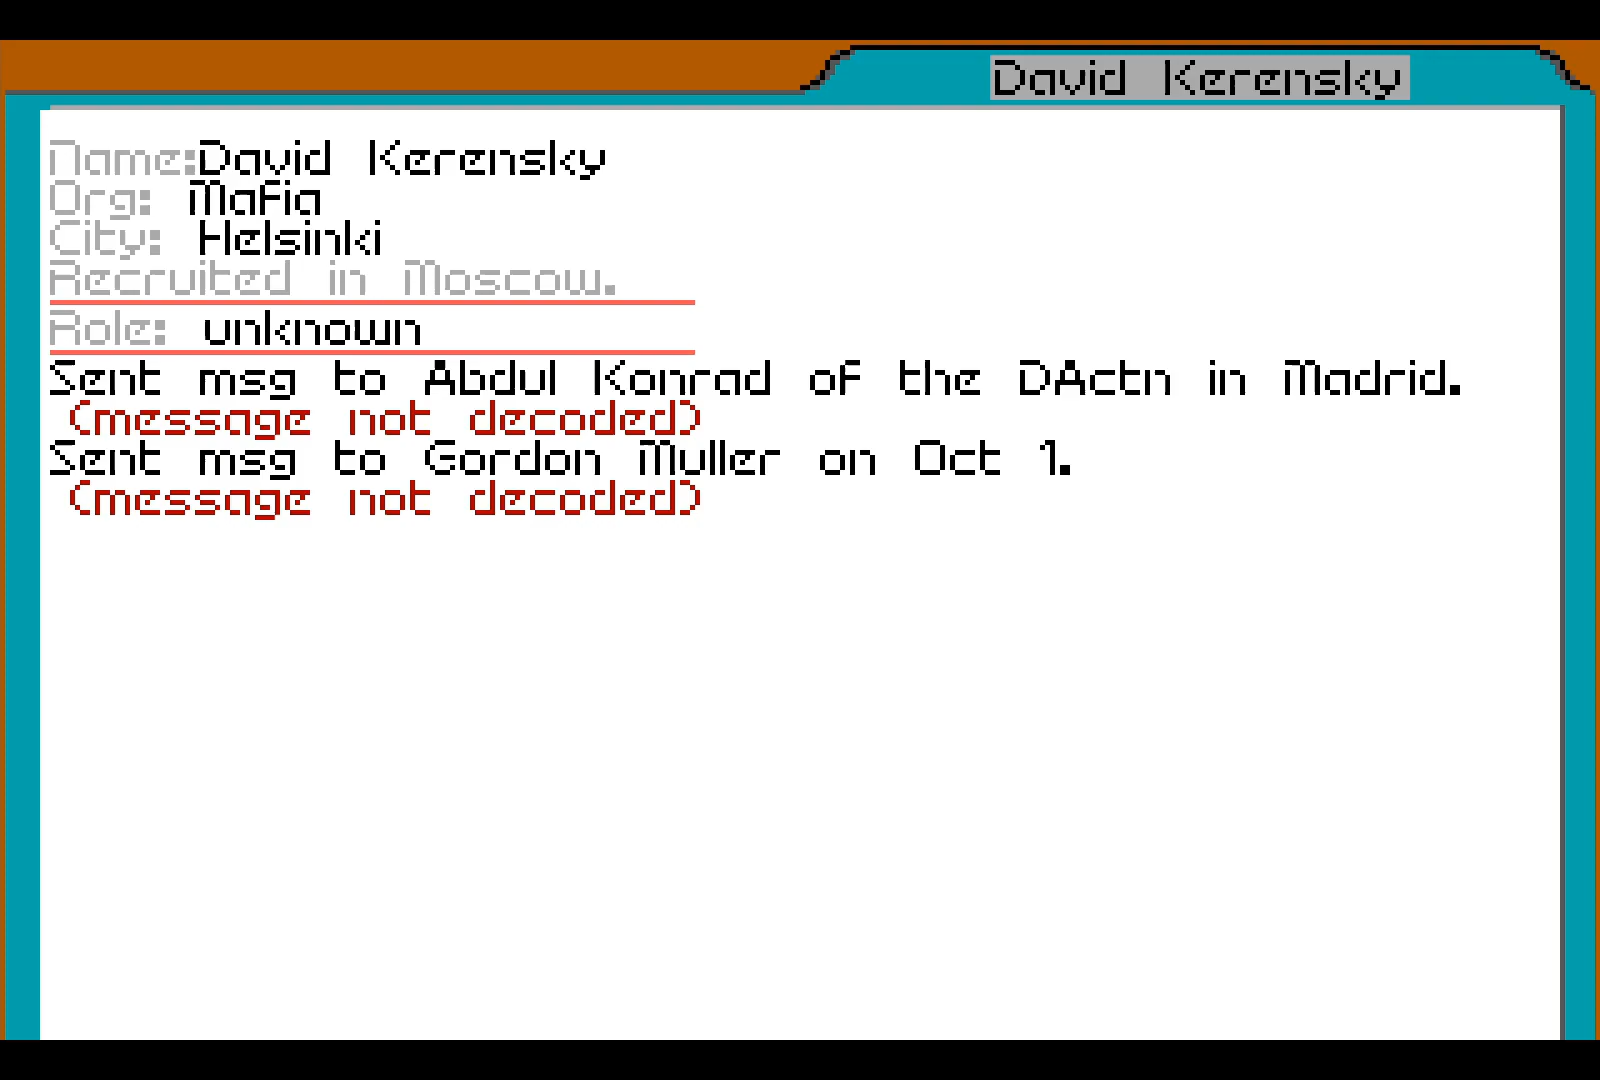 David Kerensky
Name:David Kerensky
Org: Mafia
City: Helsinki
Recruited in Moscow.
Role: unknown
Sent msg to Abdul Konrad of the DActn in Madrid.
(message not decoded)
Sent msg to Gordon Muller on Oct 1.
(message not decoded)